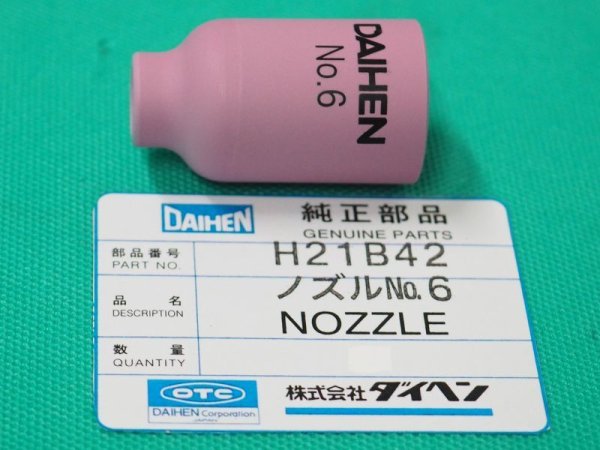 DAIHEN
No.6
DAIHEN 純正部品
GENUINE PARTS
部品番号 H21B42
PART NO.
品名 ノズルNo.6
DESCRIPTION NOZZLE
数量
QUANTITY
OTC 株式会社ダイヘン
DAIHEN Corporation
JAPAN